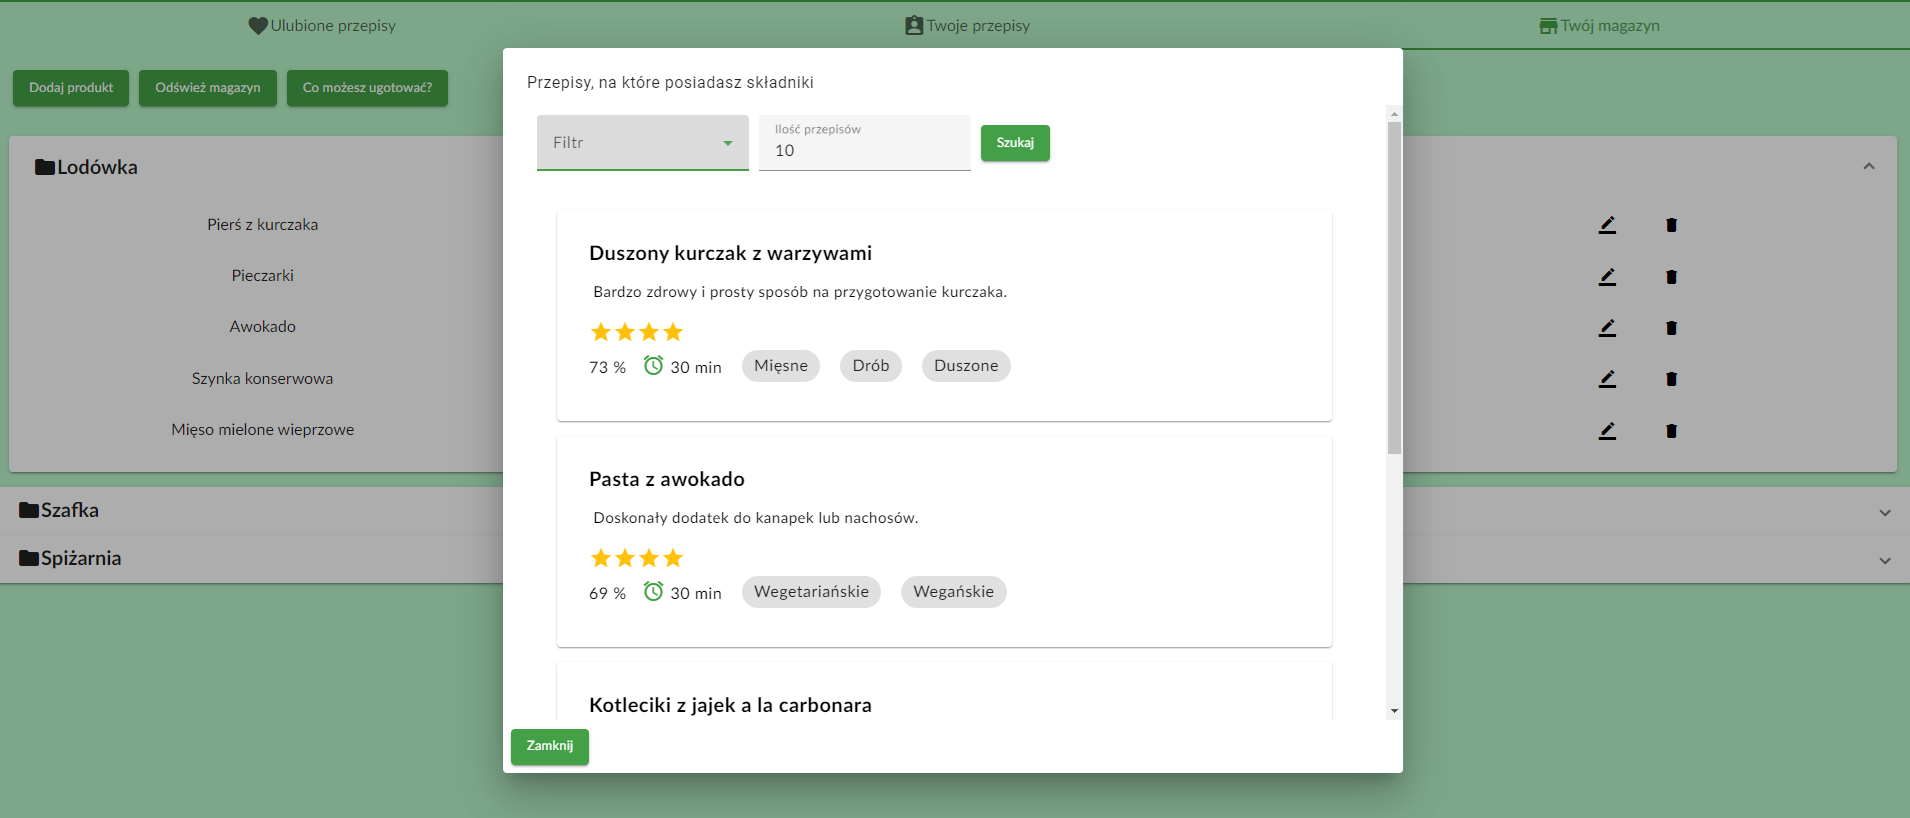 Ulubione przepisy
Twoje przepisy
Twój magazyn
Dodaj produkt
Odśwież magazyn
Co możesz ugotować?
Lodówka
Pierś z kurczaka
Pieczarki
Awokado
Szynka konserwowa
Mięso mielone wieprzowe
Szafka
Spiżarnia
Przepisy, na które posiadasz składniki
Filtr
Ilość przepisów
10
Szukaj
Duszony kurczak z warzywami
Bardzo zdrowy i prosty sposób na przygotowanie kurczaka.
73 % 30 min Mięsne Drób Duszone
Pasta z awokado
Doskonały dodatek do kanapek lub nachosów.
69 % 30 min Wegetariańskie Wegańskie
Kotleciki z jajek a la carbonara
Zamknij